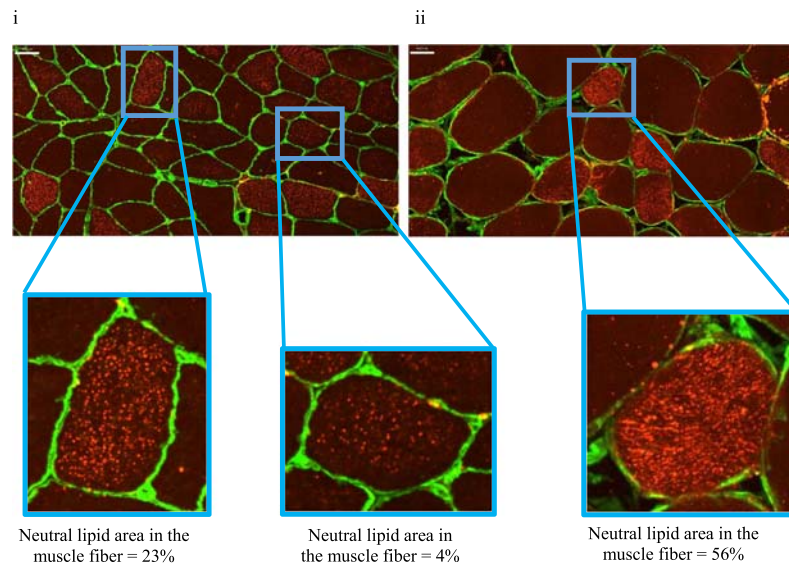 i
ii
Neutral lipid area in the
muscle fiber = 23%
Neutral lipid area in
the muscle fiber = 4%
Neutral lipid area in the
muscle fiber = 56%